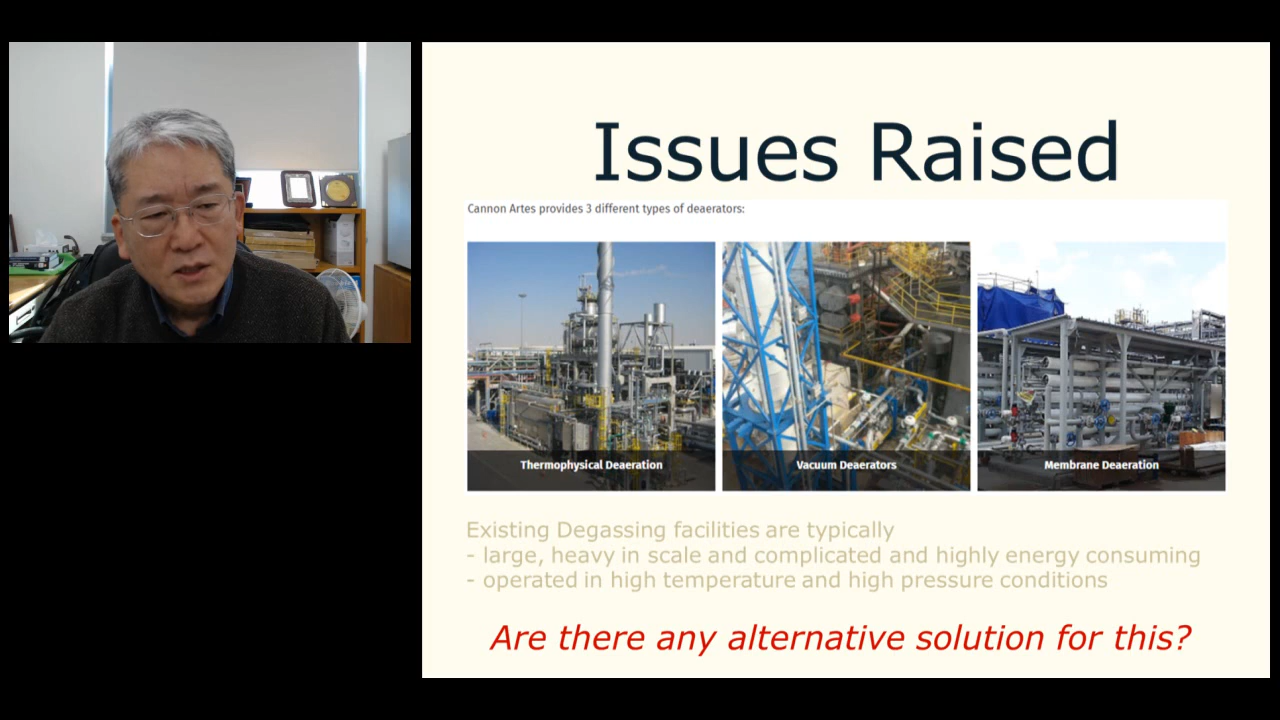 Issues Raised
Cannon Artes provides 3 different types of deaerators:
Thermophysical Deaeration
Vacuum Deaerators
Membrane Deaeration
Existing Degassing facilities are typically
- large, heavy in scale and complicated and highly energy consuming
- operated in high temperature and high pressure conditions
Are there any alternative solution for this?